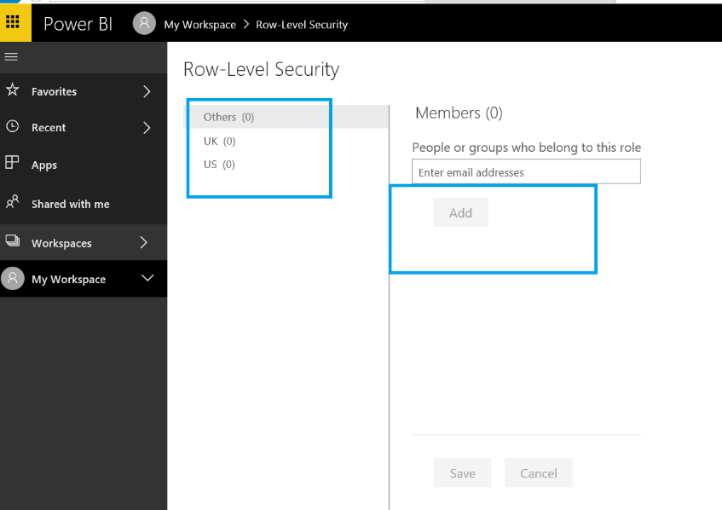 Power BI My Workspace > Row-Level Security
Favorites
Recent
Apps
Shared with me
Workspaces
My Workspace
Row-Level Security
Others (0)
UK (0)
US (0)
Members (0)
People or groups who belong to this role
Enter email addresses
Add
Save Cancel